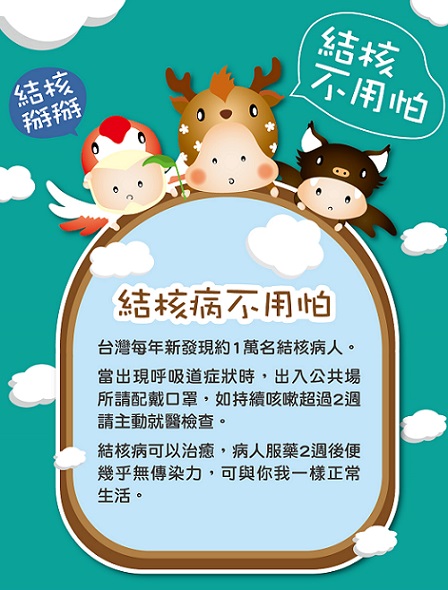 結核
掰掰
結核
不用怕
結核病不用怕
台灣每年新發現約1萬名結核病人。
當出現呼吸道症狀時，出入公共場
所請配戴口罩，如持續咳嗽超過2週
請主動就醫檢查。
結核病可以治癒，病人服藥2週後便
幾乎無傳染力，可與你我一樣正常
生活。